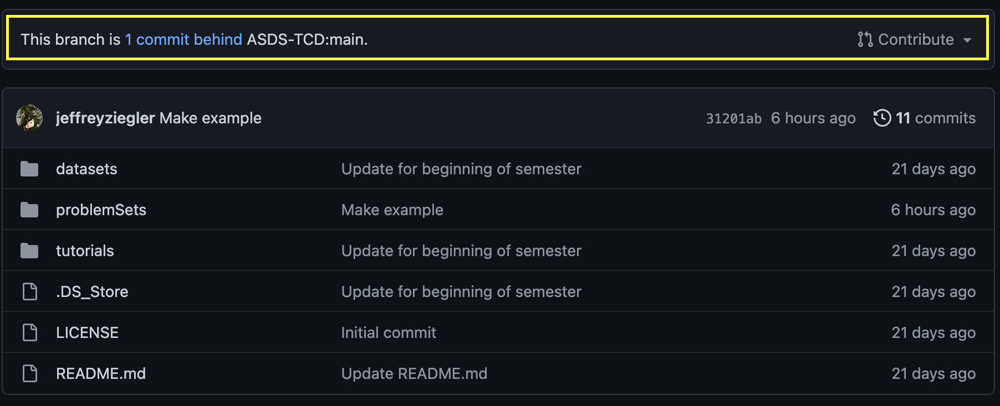 This branch is 1 commit behind ASDS-TCD:main. Contribute
jeffreyziegler Make example 31201ab 6 hours ago 11 commits
datasets Update for beginning of semester 21 days ago
problemSets Make example 6 hours ago
tutorials Update for beginning of semester 21 days ago
.DS_Store Update for beginning of semester 21 days ago
LICENSE Initial commit 21 days ago
README.md Update README.md 21 days ago